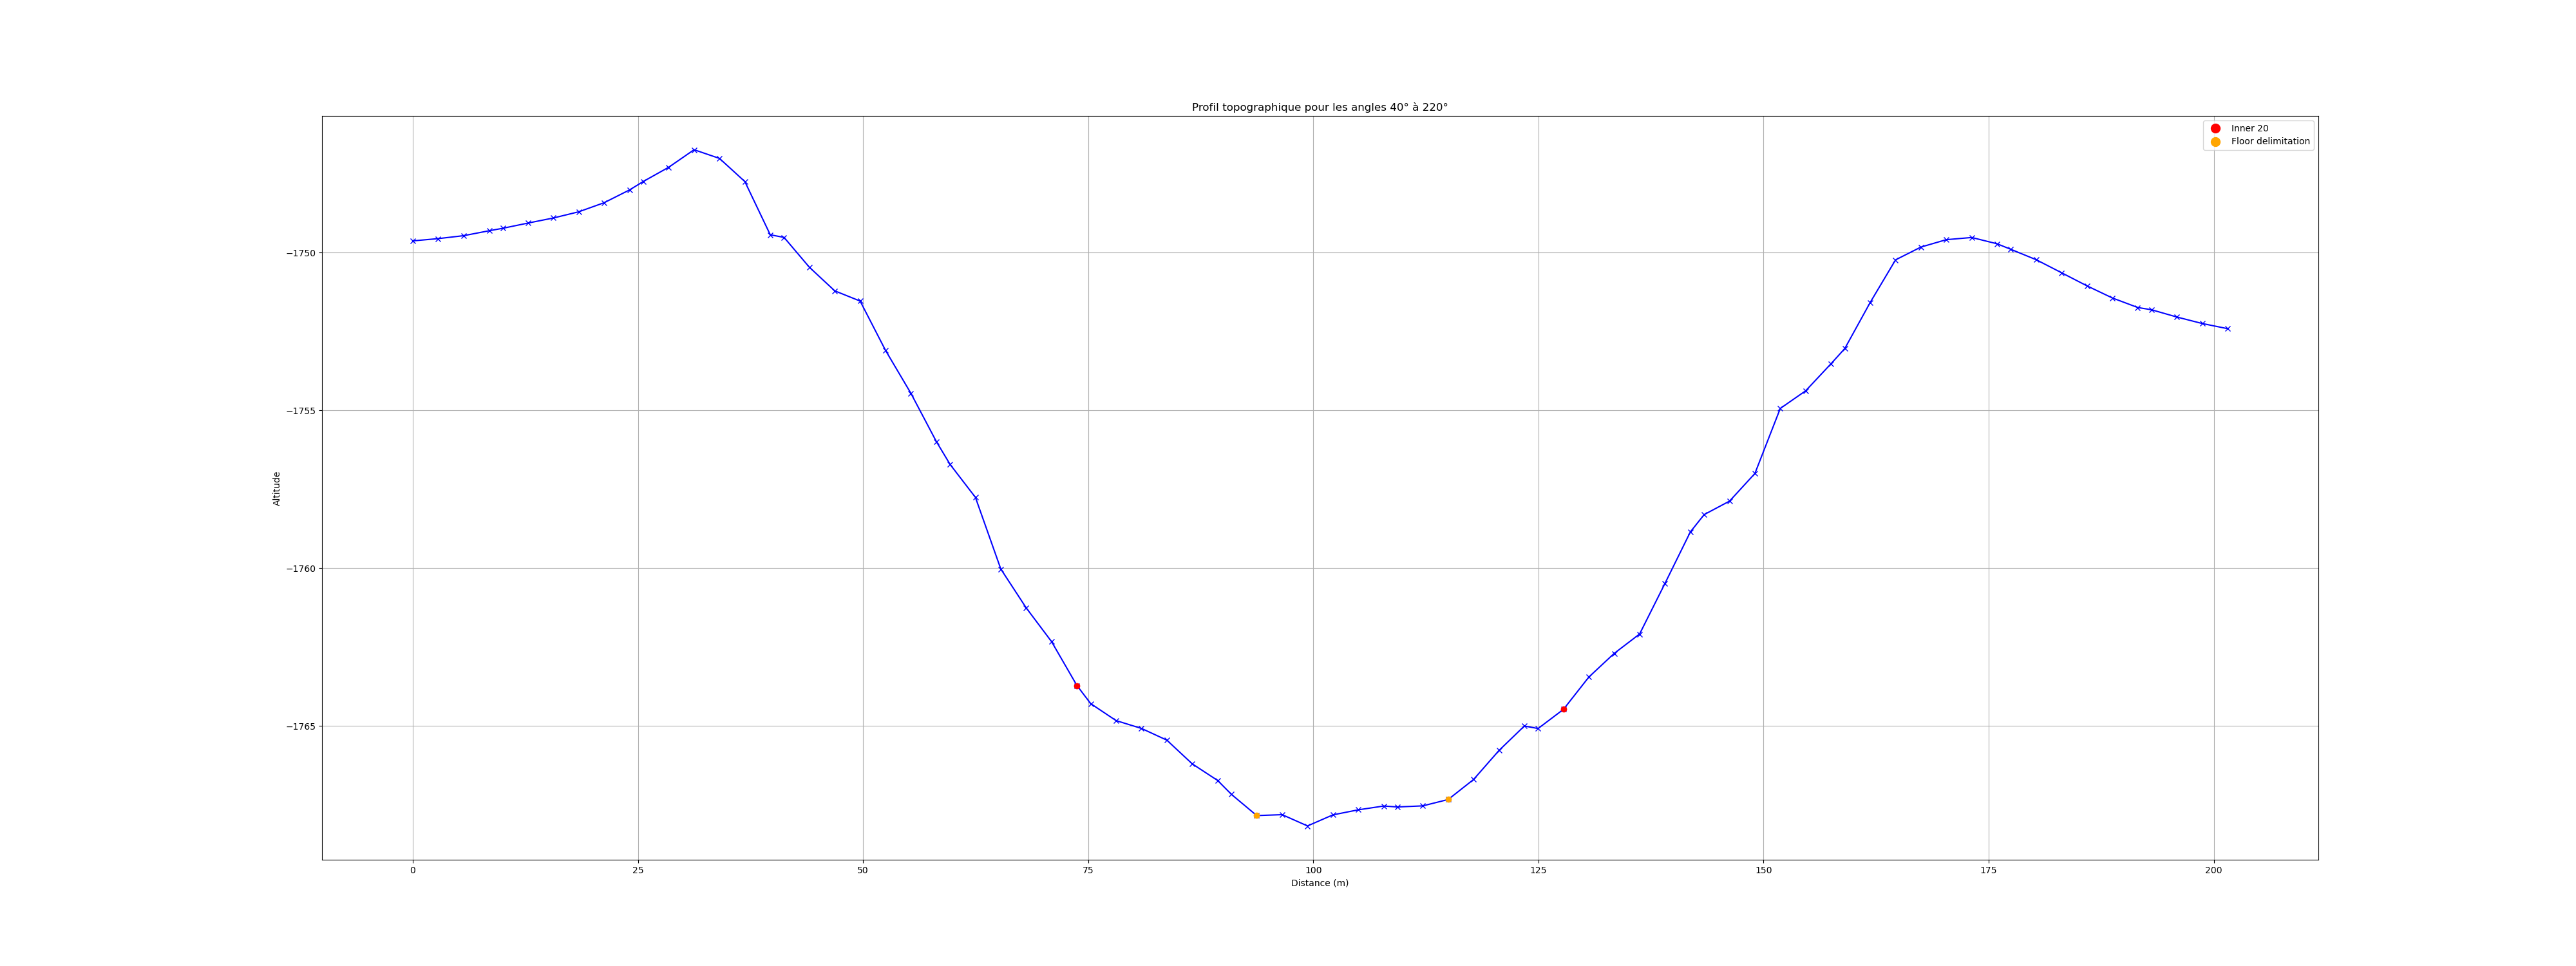 Profil topographique pour les angles 40° à 220°
Inner 20
Floor delimitation
−1750
−1755
−1760
−1765
Altitude
0 25 50 75 100 125 150 175 200
Distance (m)